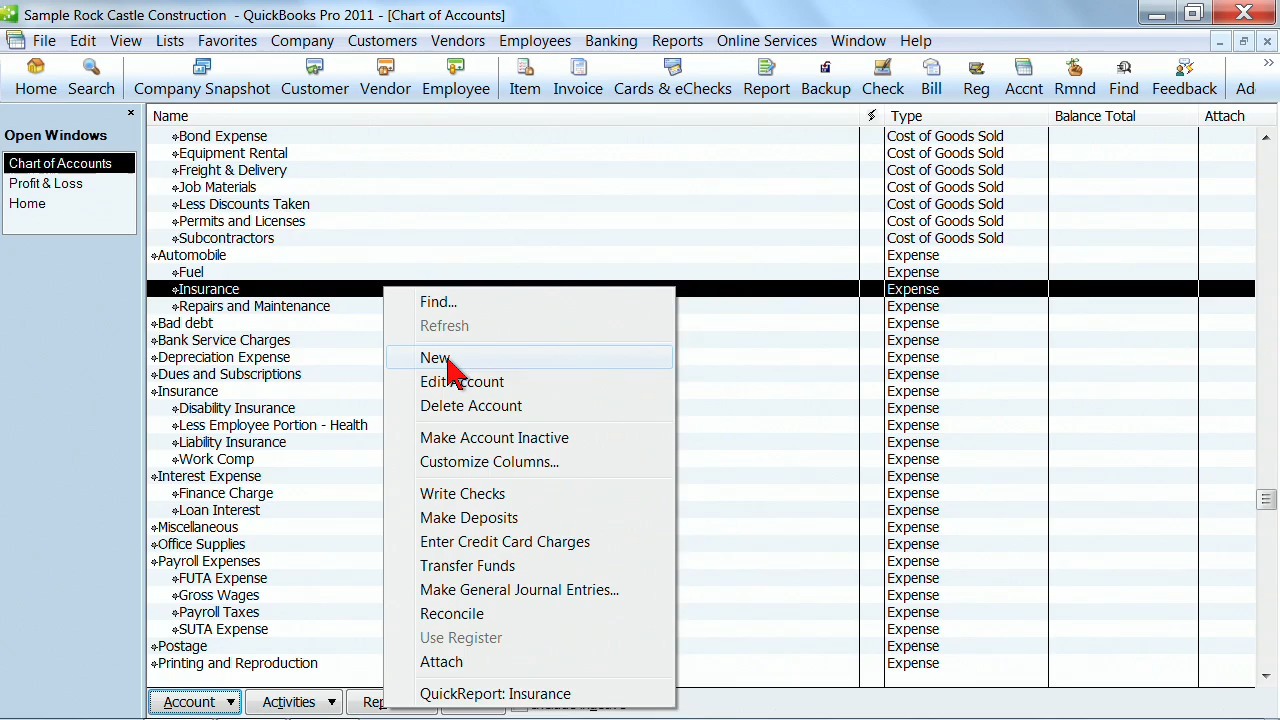 Sample Rock Castle Construction - QuickBooks Pro 2011 - [Chart of Accounts]
File Edit View Lists Favorites Company Customers Vendors Employees Banking Reports Online Services Window Help
Home Search Company Snapshot Customer Vendor Employee Item Invoice Cards & eChecks Report Backup Check Bill Reg Accnt Rmnd Find Feedback Ad
Open Windows
Chart of Accounts
Profit & Loss
Home
Name Type Balance Total Attach
Bond Expense Cost of Goods Sold
Equipment Rental Cost of Goods Sold
Freight & Delivery Cost of Goods Sold
Job Materials Cost of Goods Sold
Less Discounts Taken Cost of Goods Sold
Permits and Licenses Cost of Goods Sold
Subcontractors Cost of Goods Sold
Automobile Expense
Fuel Expense
Insurance Expense
Repairs and Maintenance Expense
Bad debt Expense
Bank Service Charges Expense
Depreciation Expense Expense
Dues and Subscriptions Expense
Insurance Expense
Disability Insurance Expense
Less Employee Portion - Health Expense
Liability Insurance Expense
Work Comp Expense
Interest Expense Expense
Finance Charge Expense
Loan Interest Expense
Miscellaneous Expense
Office Supplies Expense
Payroll Expenses Expense
FUTA Expense Expense
Gross Wages Expense
Payroll Taxes Expense
SUTA Expense Expense
Postage Expense
Printing and Reproduction Expense
Find...
Refresh
New
Edit Account
Delete Account
Make Account Inactive
Customize Columns...
Write Checks
Make Deposits
Enter Credit Card Charges
Transfer Funds
Make General Journal Entries...
Reconcile
Use Register
Attach
QuickReport: Insurance
Account Activities